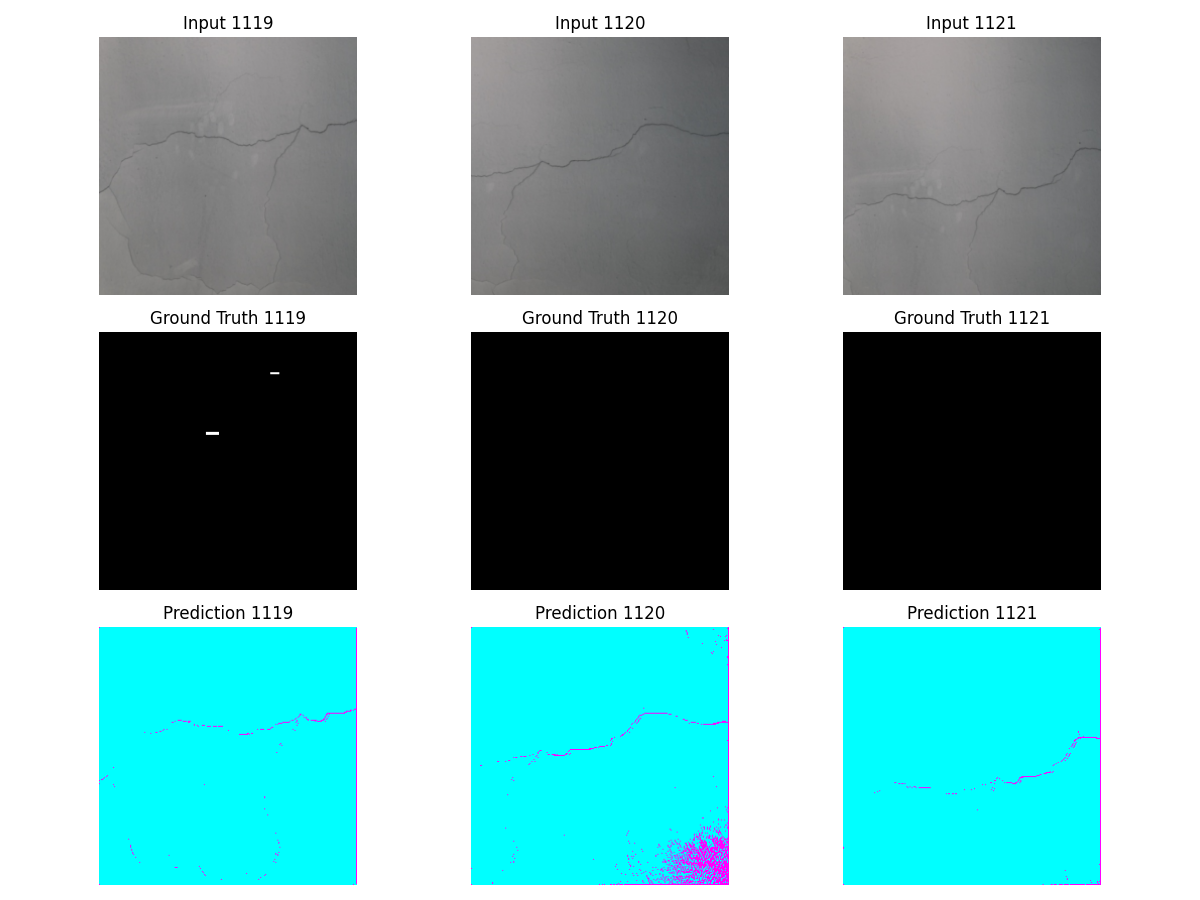 Input 1119
Input 1120
Input 1121
Ground Truth 1119
Ground Truth 1120
Ground Truth 1121
Prediction 1119
Prediction 1120
Prediction 1121